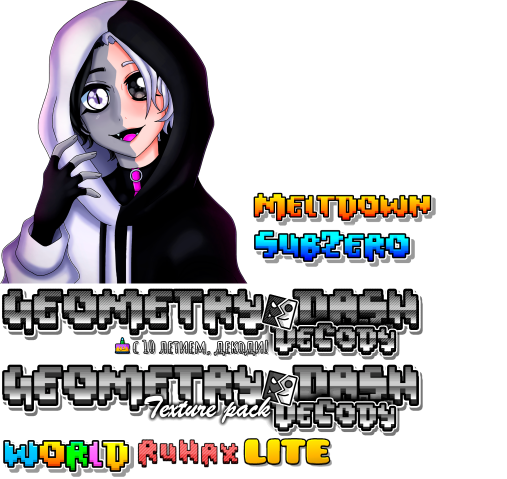 MELTDOWN
SUBZERO
GEOMETRY DASH
DECODY
С 10 ЛЕТИЕМ, ДЕКОДИ!
GEOMETRY DASH
Texture pack
DECODY
WORLD RUHAX LITE